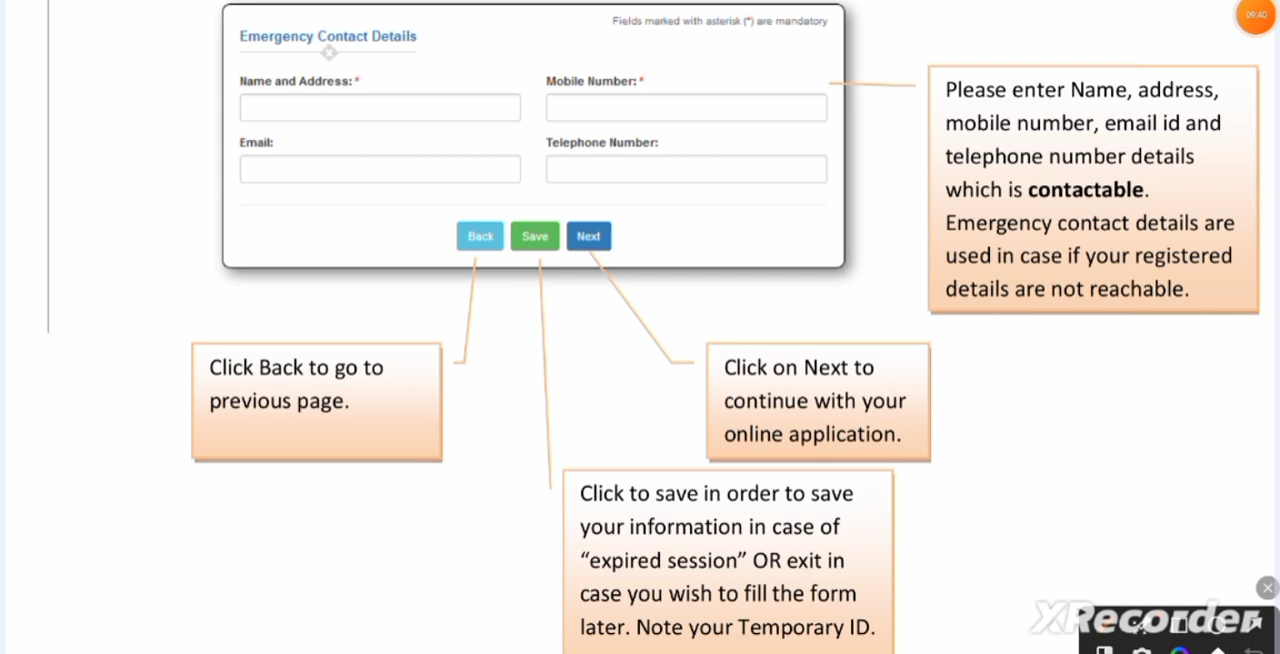 Fields marked with asterisk (*) are mandatory
09:40
Emergency Contact Details
Name and Address: *
Mobile Number: *
Email:
Telephone Number:
Back
Save
Next
Please enter Name, address,
mobile number, email id and
telephone number details
which is contactable.
Emergency contact details are
used in case if your registered
details are not reachable.
Click Back to go to
previous page.
Click on Next to
continue with your
online application.
Click to save in order to save
your information in case of
“expired session” OR exit in
case you wish to fill the form
later. Note your Temporary ID.
XRecorder